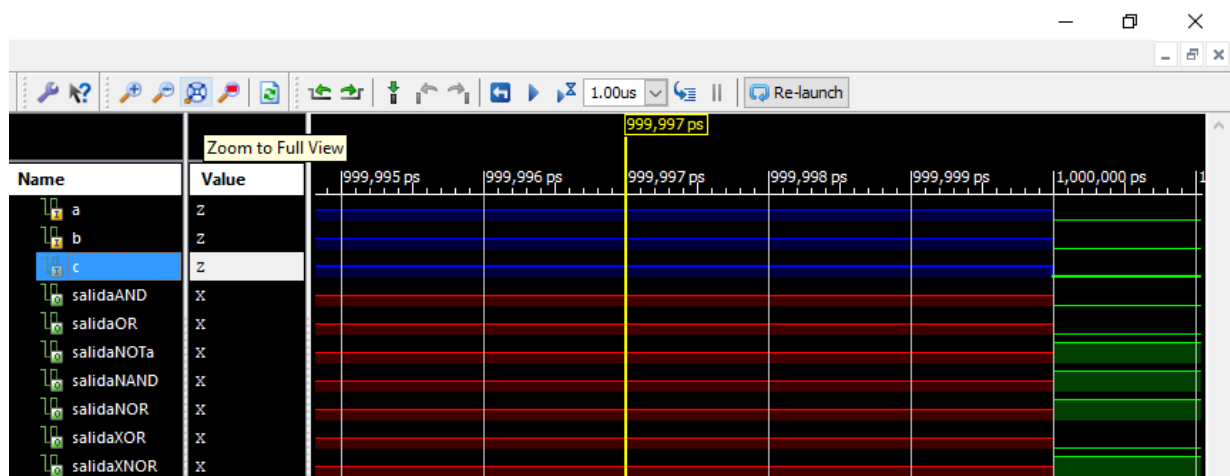 1.00us
Re-launch
999,997 ps
Zoom to Full View
Name Value 999,995 ps 999,996 ps 999,997 ps 999,998 ps 999,999 ps 1,000,000 ps 1
a Z
b Z
c Z
salidaAND X
salidaOR X
salidaNOTa X
salidaNAND X
salidaNOR X
salidaXOR X
salidaXNOR X